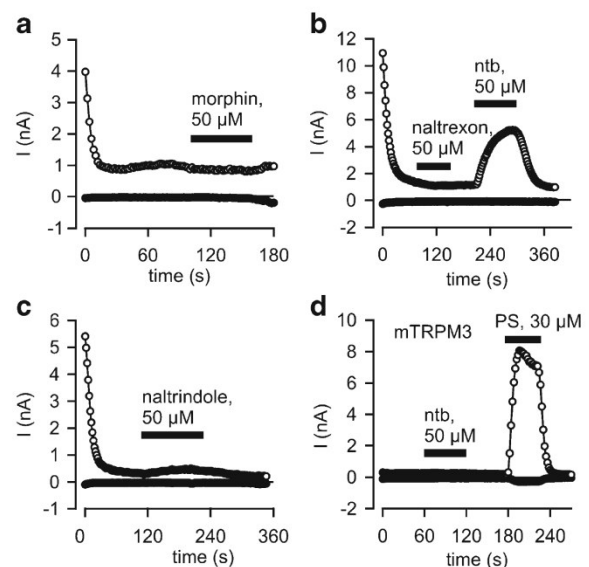 a
5
4
3
2
1
0
-1
I (nA)
morphin,
50 µM
0 60 120 180
time (s)
b
12
10
8
6
4
2
0
-2
I (nA)
ntb,
50 µM
naltrexon,
50 µM
0 120 240 360
time (s)
c
6
5
4
3
2
1
0
-1
I (nA)
naltrindole,
50 µM
0 120 240 360
time (s)
d
10
8
6
4
2
0
-2
I (nA)
mTRPM3
PS, 30 µM
ntb,
50 µM
0 60 120 180 240
time (s)